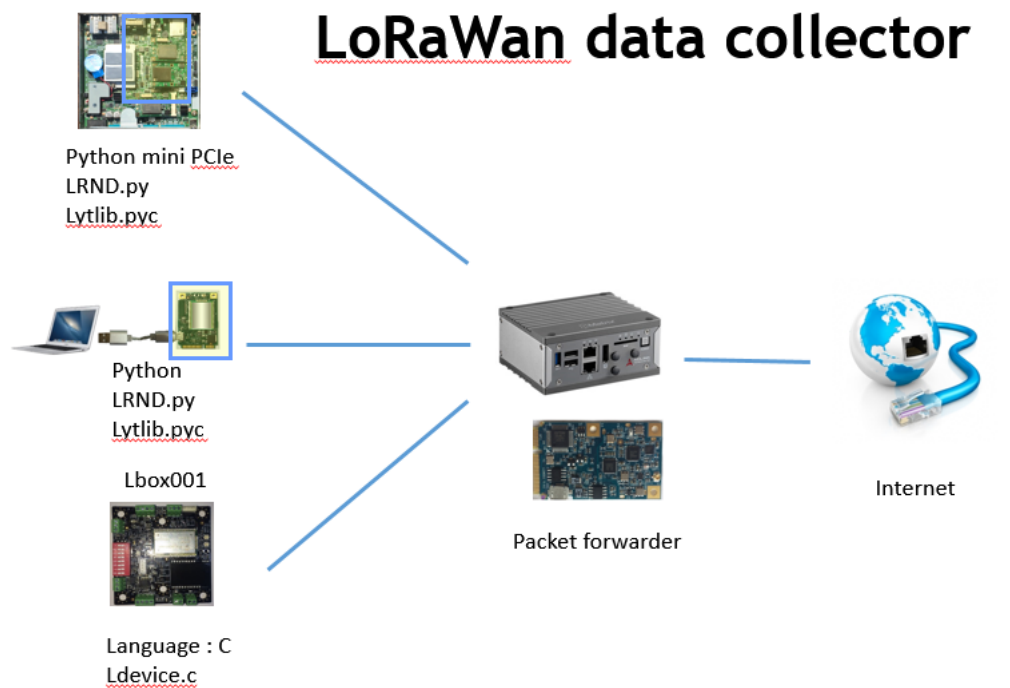 LoRaWan data collector
Python mini PCIe
LRND.py
Lytlib.pyc
Python
LRND.py
Lytlib.pyc
Lbox001
Language : C
Ldevice.c
Packet forwarder
Internet